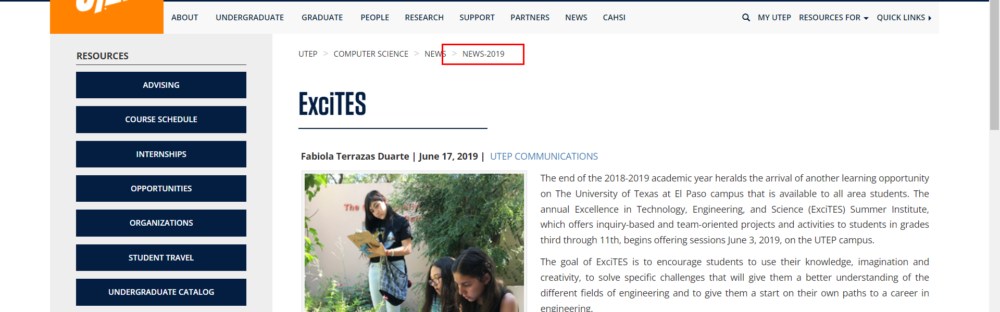 ABOUT UNDERGRADUATE GRADUATE PEOPLE RESEARCH SUPPORT PARTNERS NEWS CAHSI MY UTEP RESOURCES FOR QUICK LINKS
RESOURCES
ADVISING
COURSE SCHEDULE
INTERNSHIPS
OPPORTUNITIES
ORGANIZATIONS
STUDENT TRAVEL
UNDERGRADUATE CATALOG
UTEP > COMPUTER SCIENCE > NEWS > NEWS-2019
ExciTES
Fabiola Terrazas Duarte | June 17, 2019 | UTEP COMMUNICATIONS
The
The end of the 2018-2019 academic year heralds the arrival of another learning opportunity
on The University of Texas at El Paso campus that is available to all area students. The
annual Excellence in Technology, Engineering, and Science (ExciTES) Summer Institute,
which offers inquiry-based and team-oriented projects and activities to students in grades
third through 11th, begins offering sessions June 3, 2019, on the UTEP campus.
The goal of ExciTES is to encourage students to use their knowledge, imagination and
creativity, to solve specific challenges that will give them a better understanding of the
different fields of engineering and to give them a start on their own paths to a career in
engineering.